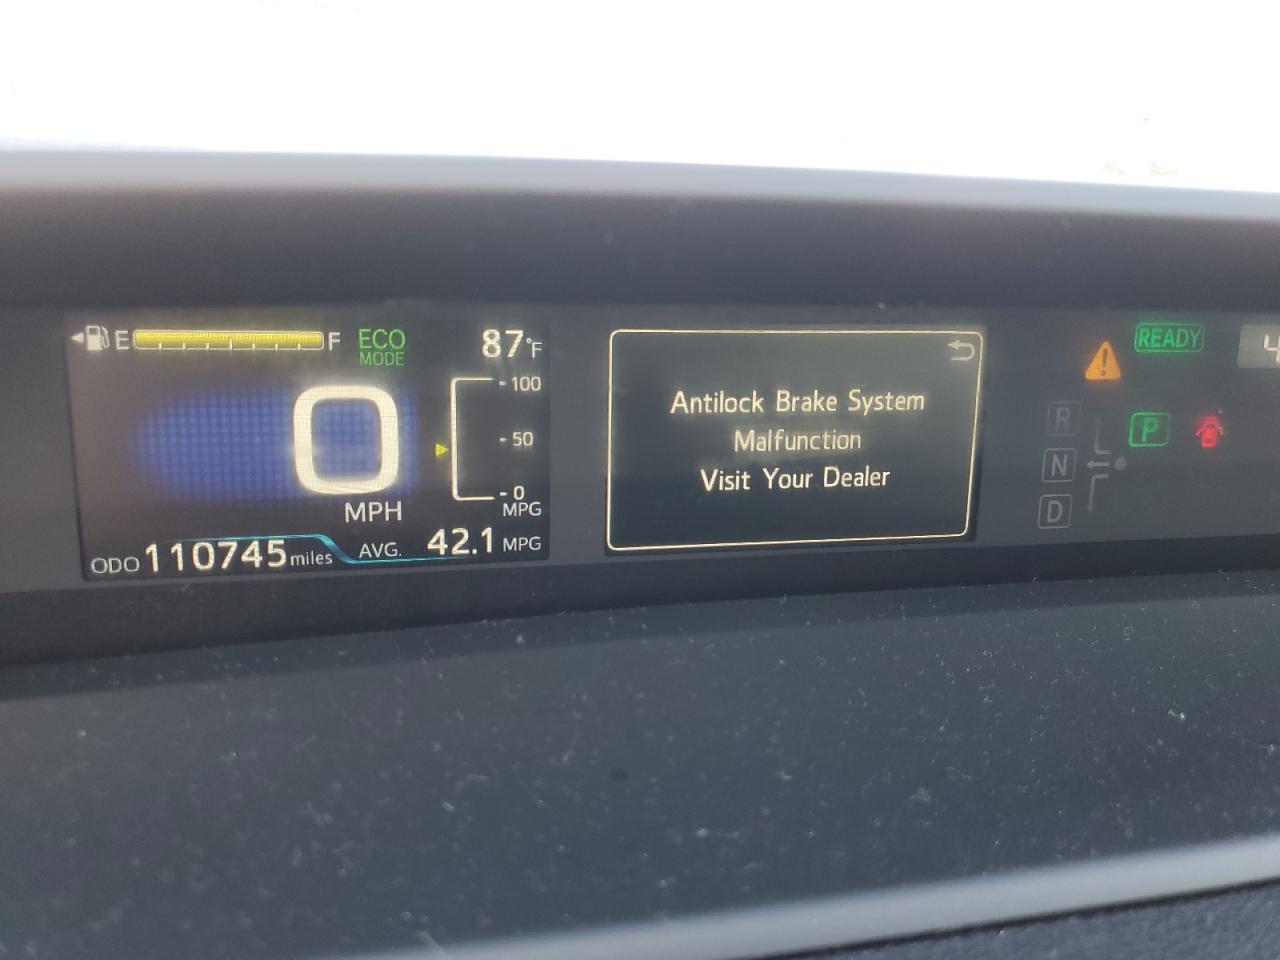 E F ECO
MODE
87°F
100
50
0
MPG
0
MPH
ODO 110745 miles
AVG. 42.1 MPG
Antilock Brake System
Malfunction
Visit Your Dealer
READY
4
R
N
D
P